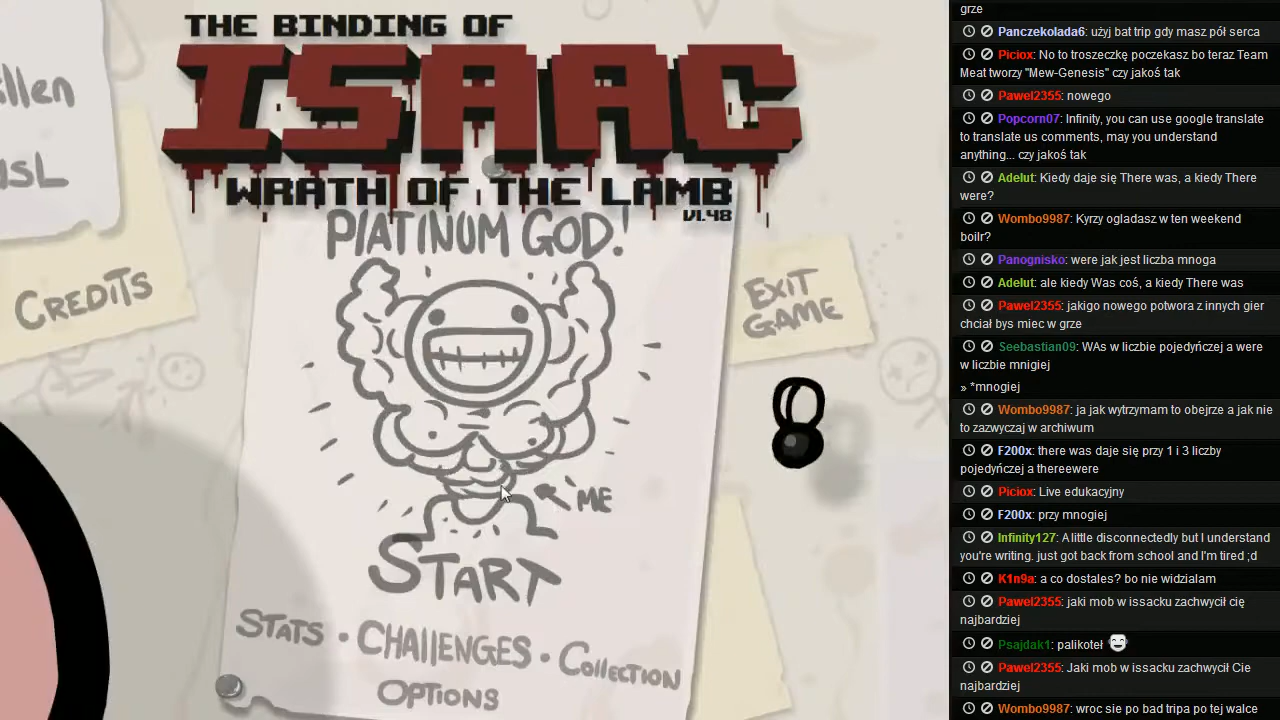 THE BINDING OF
ISAAC
WRATH OF THE LAMB
V1.48
PLATINUM GOD!
CREDITS
EXIT
GAME
ME
START
STATS • CHALLENGES • COLLECTION
OPTIONS
grze
Panczekolada6: użyj bat trip gdy masz pół serca
Piciox: No to troszeczkę poczekasz bo teraz Team
Meat tworzy "Mew-Genesis" czy jakoś tak
Pawel2355: nowego
Popcorn07: Infinity, you can use google translate
to translate us comments, may you understand
anything... czy jakoś tak
Adelut: Kiedy daje się There was, a kiedy There
were?
Wombo9987: Kyrzy ogladasz w ten weekend
boilr?
Panognisko: were jak jest liczba mnoga
Adelut: ale kiedy Was coś, a kiedy There was
Pawel2355: jakigo nowego potwora z innych gier
chciał bys miec w grze
Seebastian09: WAs w liczbie pojedyńczej a were
w liczbie mnigiej
» *mnogiej
Wombo9987: ja jak wytrzymam to obejrze a jak nie
to zazwyczaj w archiwum
F200x: there was daje się przy 1 i 3 liczby
pojedyńczej a thereewere
Piciox: Live edukacyjny
F200x: przy mnogiej
Infinity127: A little disconnectedly but I understand
you're writing. just got back from school and I'm tired ;d
K1n9a: a co dostales? bo nie widzialam
Pawel2355: jaki mob w issacku zachwycił cię
najbardziej
Psajdak1: palikoteł
Pawel2355: Jaki mob w issacku zachwycił Cie
najbardziej
Wombo9987: wroc sie po bad tripa po tej walce